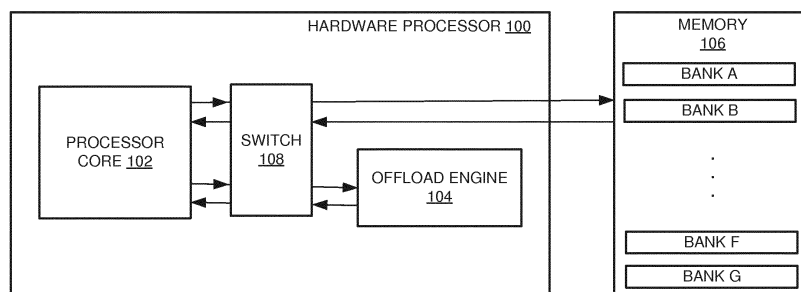 HARDWARE PROCESSOR 100
MEMORY
106
BANK A
BANK B
PROCESSOR
CORE 102
SWITCH
108
OFFLOAD ENGINE
104
.
.
.
BANK F
BANK G